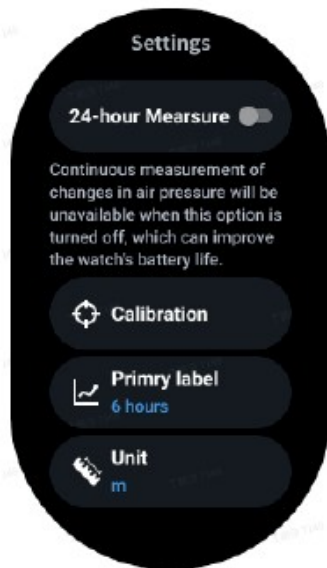 Settings
24-hour Mearsure
Continuous measurement of
changes in air pressure will be
unavailable when this option is
turned off, which can improve
the watch's battery life.
Calibration
Primry label
6 hours
Unit
m